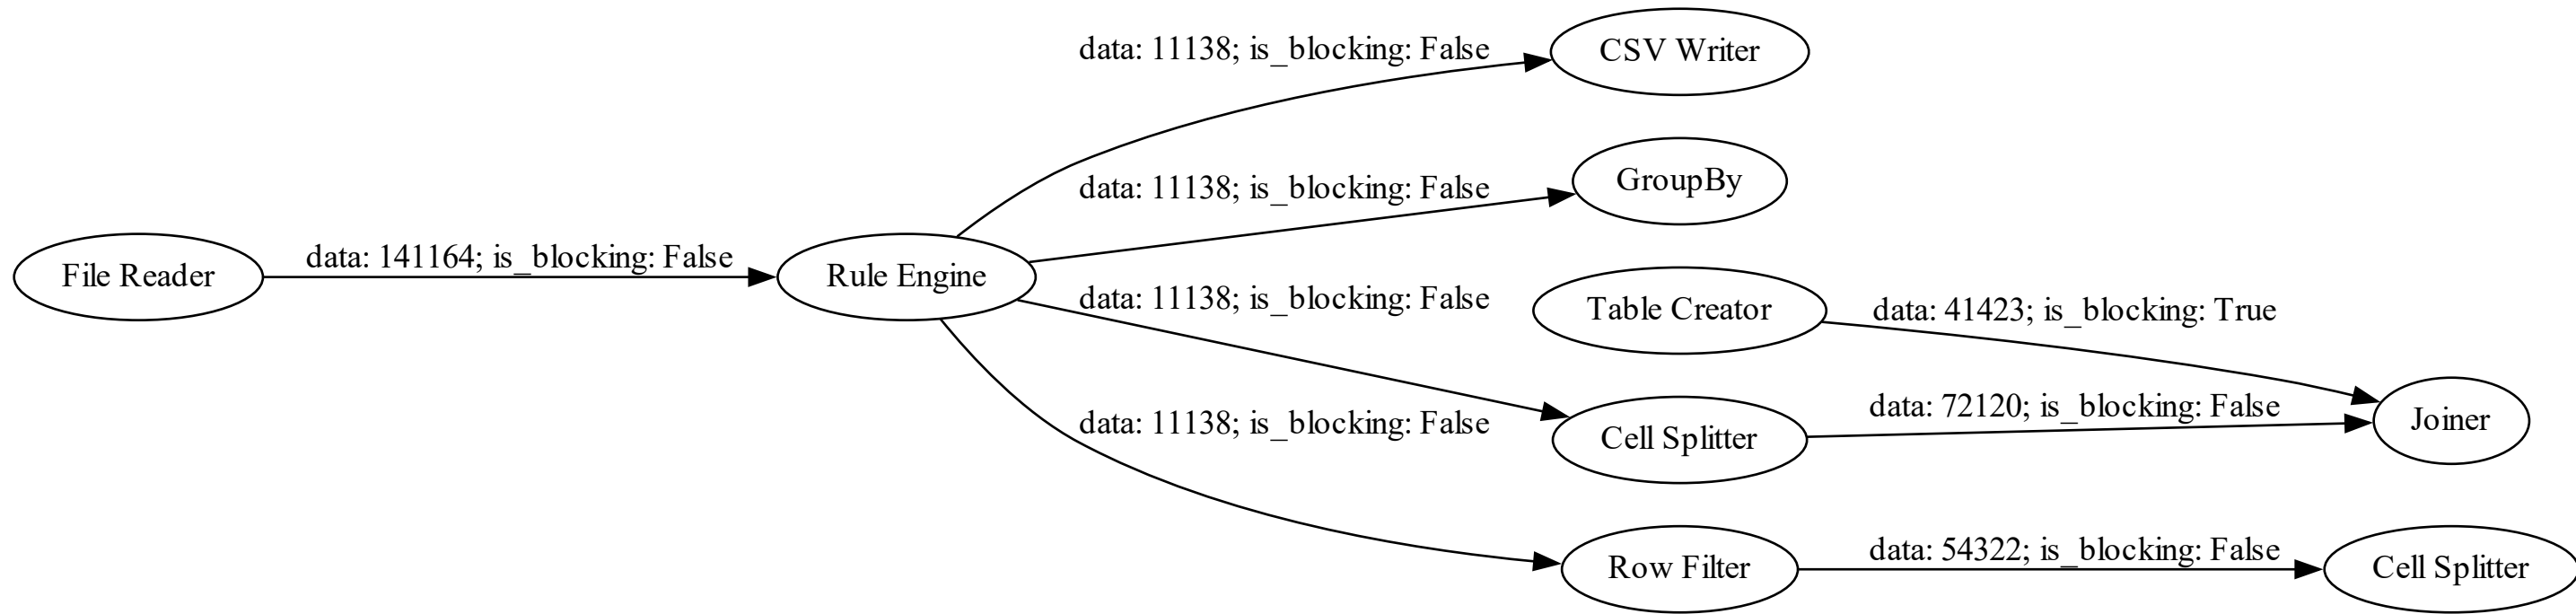 data: 11138; is_blocking: False
CSV Writer
data: 11138; is_blocking: False
GroupBy
File Reader
data: 141164; is_blocking: False
Rule Engine
data: 11138; is_blocking: False
Table Creator
data: 41423; is_blocking: True
data: 11138; is_blocking: False
Cell Splitter
data: 72120; is_blocking: False
Joiner
Row Filter
data: 54322; is_blocking: False
Cell Splitter